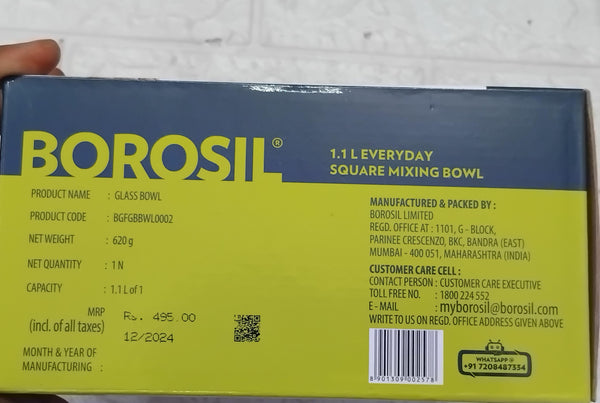 BOROSIL®
1.1 L EVERYDAY
SQUARE MIXING BOWL
PRODUCT NAME : GLASS BOWL
PRODUCT CODE : BGFGBBWL0002
NET WEIGHT : 620 g
NET QUANTITY : 1 N
CAPACITY : 1.1 L of 1
MRP
(incl. of all taxes)
Rs. 495.00
12/2024
MONTH & YEAR OF
MANUFACTURING :
MANUFACTURED & PACKED BY :
BOROSIL LIMITED
REGD. OFFICE AT : 1101, G - BLOCK,
PARINEE CRESCENZO, BKC, BANDRA (EAST)
MUMBAI - 400 051, MAHARASHTRA (INDIA)
CUSTOMER CARE CELL :
CONTACT PERSON : CUSTOMER CARE EXECUTIVE
TOLL FREE NO. : 1800 224 552
E - MAIL : myborosil@borosil.com
WRITE TO US ON REGD. OFFICE ADDRESS GIVEN ABOVE
8 901309 002578
WHATSAPP
+91 7208487334